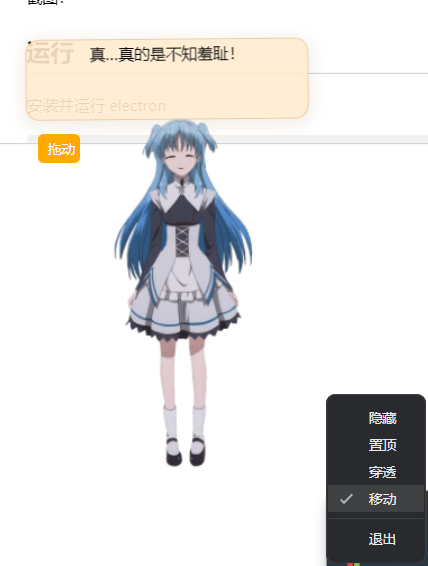 截图：
运行
真...真的是不知羞耻！
安装并运行 electron
拖动
隐藏
置顶
穿透
移动
退出